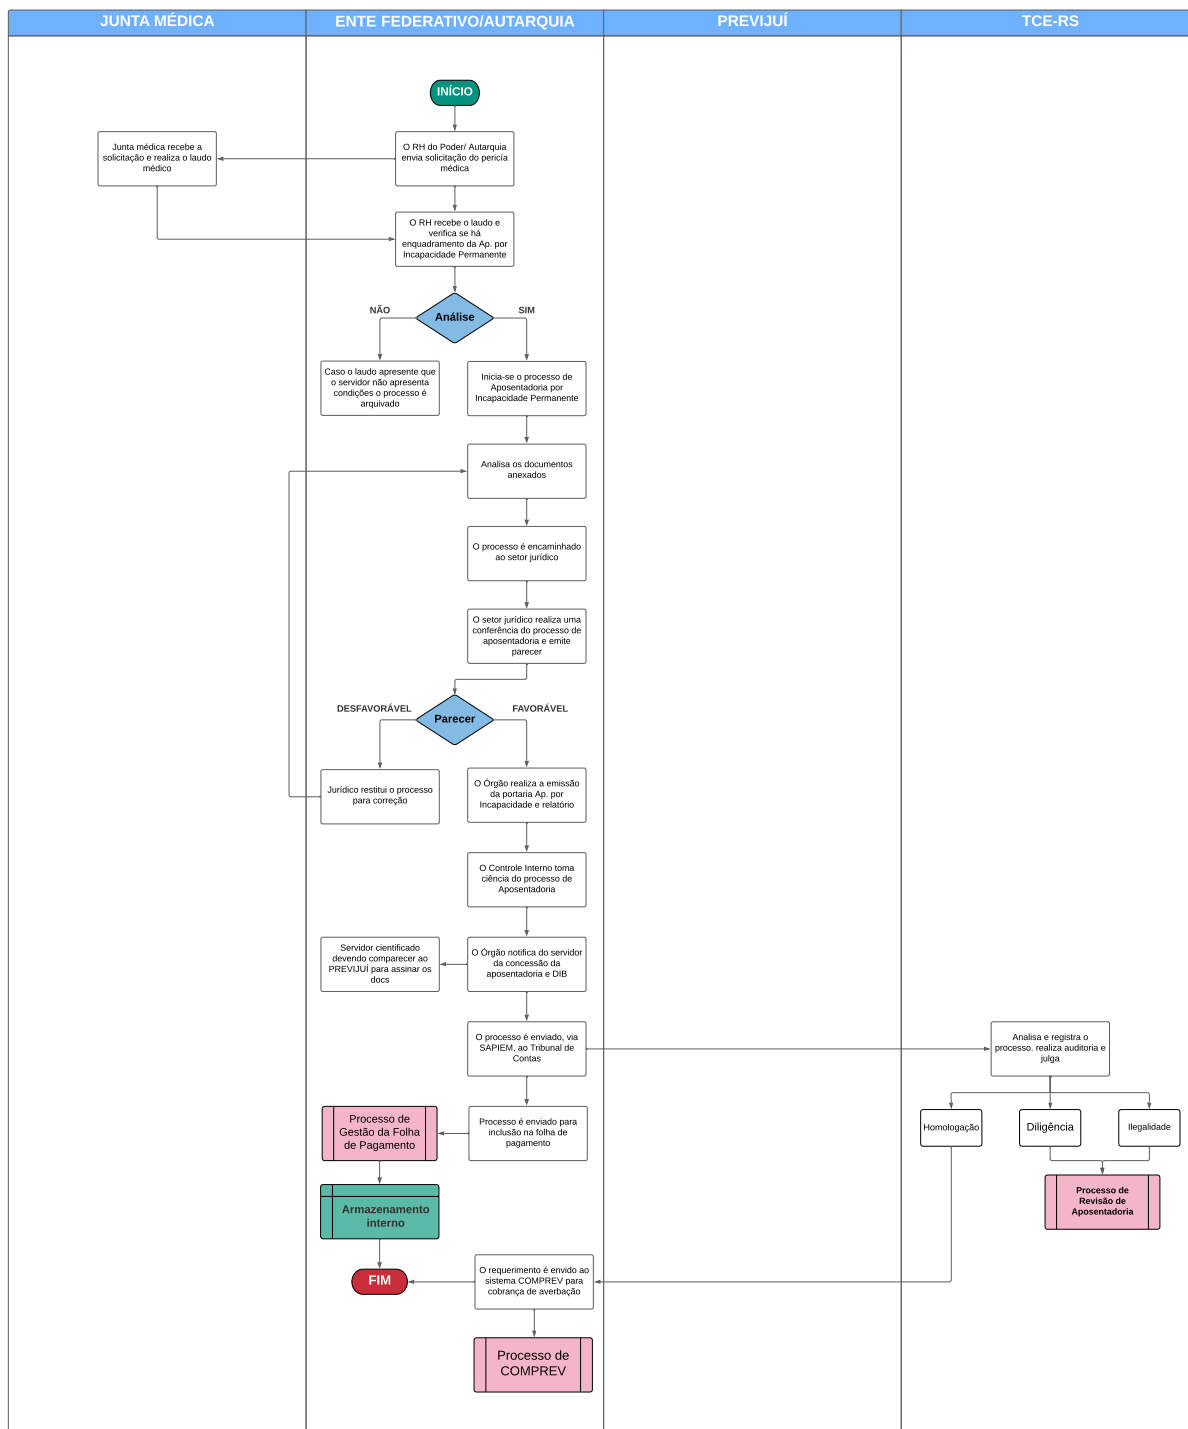 JUNTA MÉDICA
ENTE FEDERATIVO/AUTARQUIA
PREVIJUÍ
TCE-RS
INÍCIO
Junta médica recebe a
solicitação e realiza o laudo
médico
O RH do Poder/ Autarquia
envia solicitação do pericía
médica
O RH recebe o laudo e
verifica se há
enquadramento da Ap. por
Incapacidade Permanente
Análise
NÃO
SIM
Caso o laudo apresente que
o servidor não apresenta
condições o processo é
arquivado
Inicia-se o processo de
Aposentadoria por
Incapacidade Permanente
Analisa os documentos
anexados
O processo é encaminhado
ao setor jurídico
O setor jurídico realiza uma
conferência do processo de
aposentadoria e emite
parecer
DESFAVORÁVEL
Parecer
FAVORÁVEL
Jurídico restitui o processo
para correção
O Órgão realiza a emissão
da portaria Ap. por
Incapacidade e relatório
O Controle Interno toma
ciência do processo de
Aposentadoria
Servidor cientificado
devendo comparecer ao
PREVIJUÍ para assinar os
docs
O Órgão notifica do servidor
da concessão da
aposentadoria e DIB
O processo é enviado, via
SAPIEM, ao Tribunal de
Contas
Analisa e registra o
processo. realiza auditoria e
julga
Processo de
Gestão da Folha
de Pagamento
Processo é enviado para
inclusão na folha de
pagamento
Homologação
Diligência
Ilegalidade
Processo de
Revisão de
Aposentadoria
Armazenamento
interno
FIM
O requerimento é envido ao
sistema COMPREV para
cobrança de averbação
Processo de
COMPREV